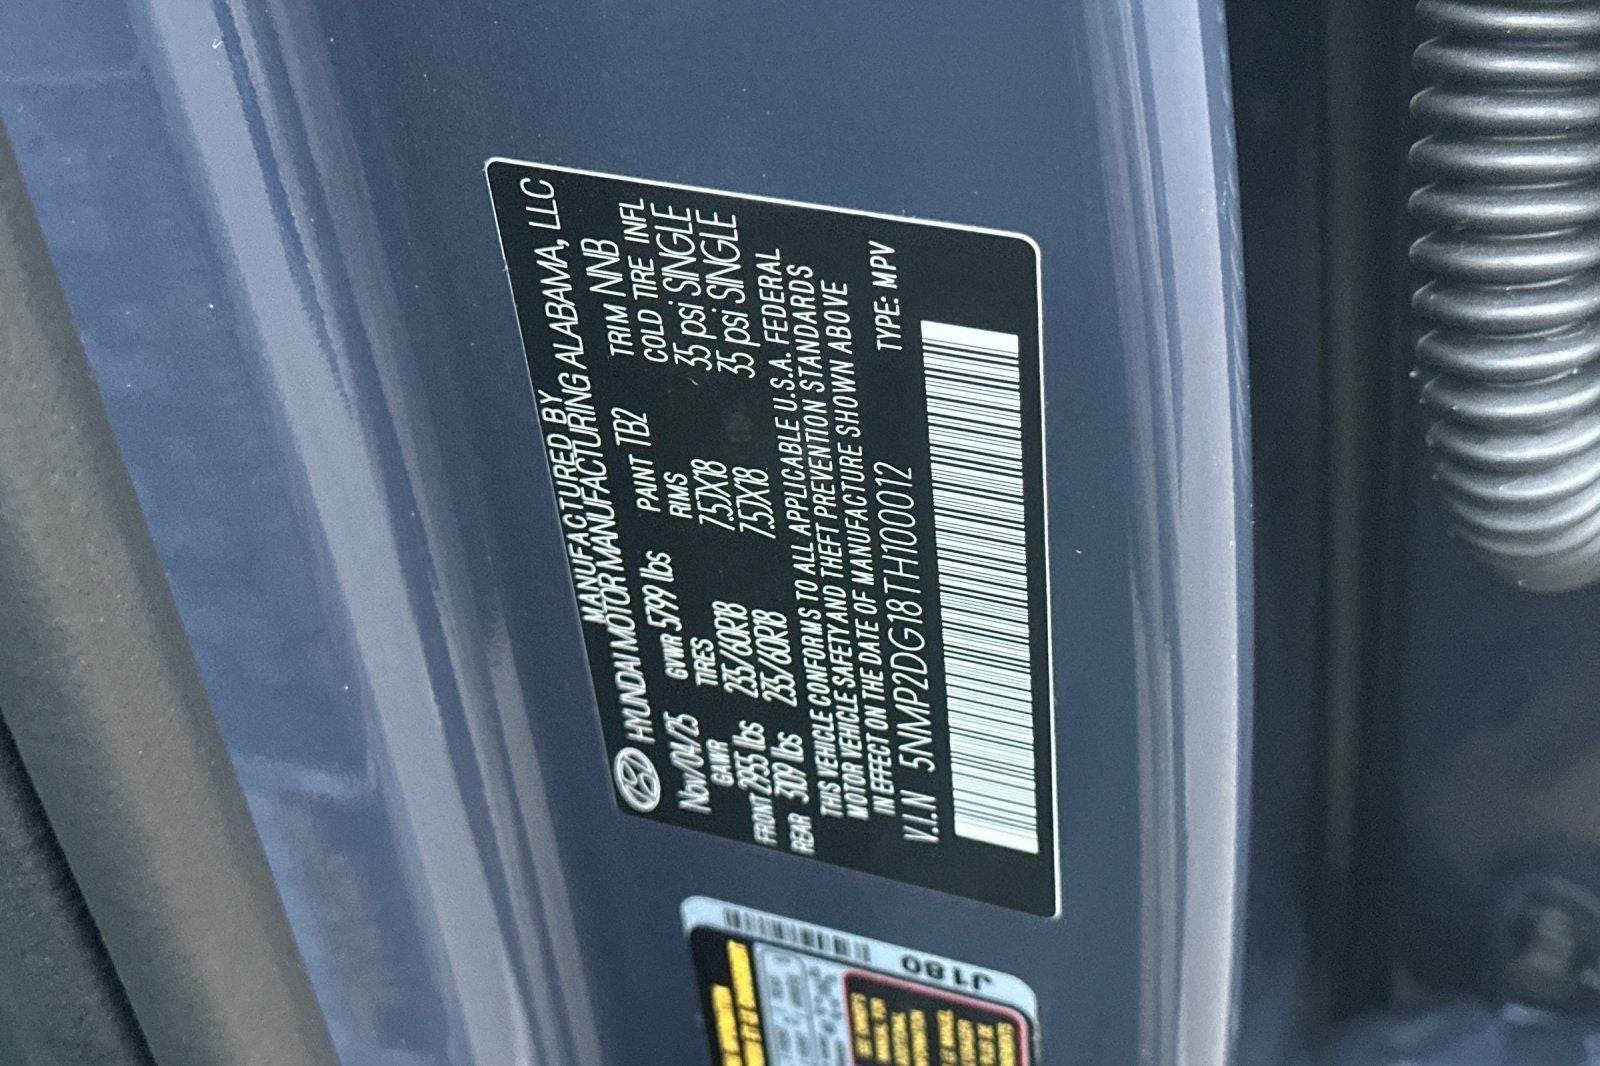 MANUFACTURED BY
HYUNDAI MOTOR MANUFACTURING ALABAMA, LLC
Nov/04/25 GVWR 5799 lbs PAINT TB2 TRIM NNB
GAWR TIRES RIMS COLD TIRE INFL
FRONT 2955 lbs 235/60R18 7.5JX18 35 psi SINGLE
REAR 3109 lbs 235/60R18 7.5JX18 35 psi SINGLE
THIS VEHICLE CONFORMS TO ALL APPLICABLE U.S.A. FEDERAL
MOTOR VEHICLE SAFETY AND THEFT PREVENTION STANDARDS
IN EFFECT ON THE DATE OF MANUFACTURE SHOWN ABOVE
V.I.N 5NMP2DG18TH100012 TYPE: MPV
J180